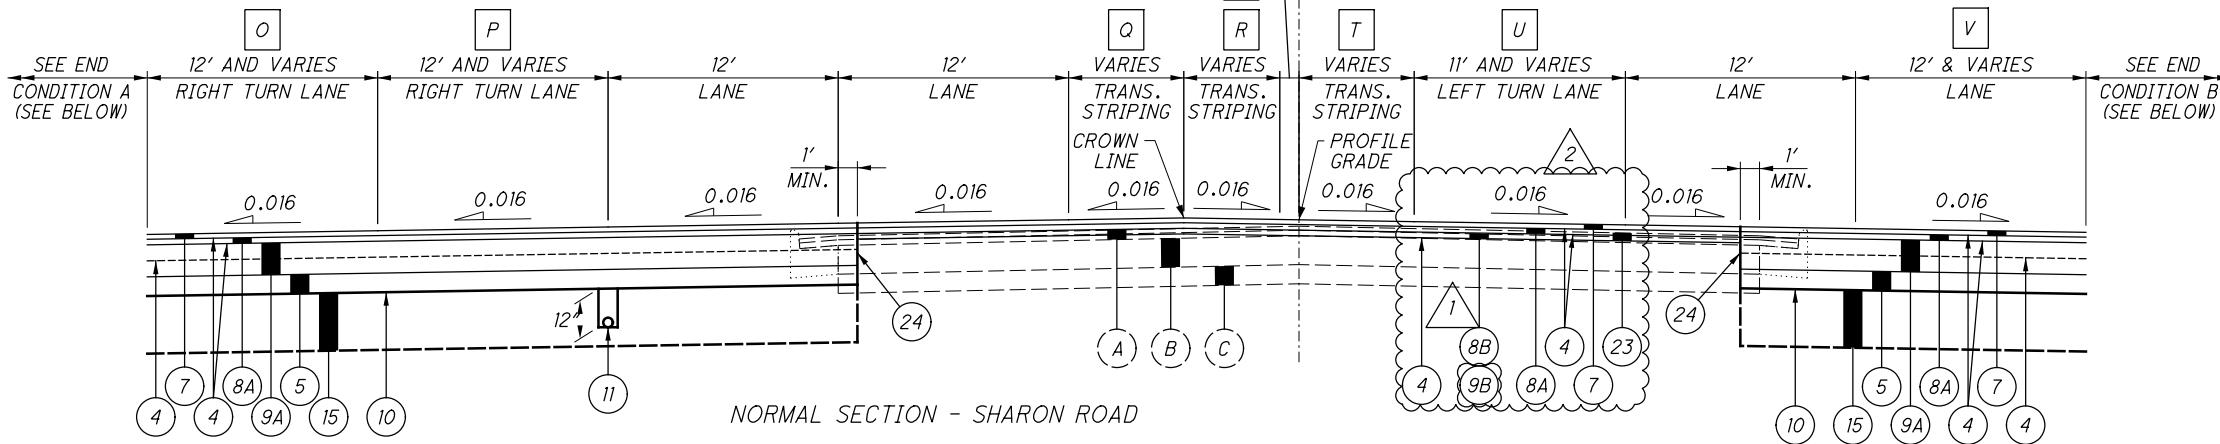 O P Q R T U V
SEE END 12' AND VARIES 12' AND VARIES 12' 12' VARIES VARIES VARIES 11' AND VARIES 12' 12' & VARIES SEE END
CONDITION A RIGHT TURN LANE RIGHT TURN LANE LANE LANE TRANS. TRANS. TRANS. LEFT TURN LANE LANE LANE CONDITION B
(SEE BELOW) STRIPING STRIPING STRIPING (SEE BELOW)
CROWN PROFILE
LINE GRADE
1' 2 1'
MIN. MIN.
0.016 0.016 0.016 0.016 0.016 0.016 0.016 0.016 0.016 0.016
12" 24 1 24
A B C 8B 4 23
7 8A 5 11 4 9B 8A 7 5 8A 7
4 4 9A 15 10 10 15 9A 4 4
NORMAL SECTION - SHARON ROAD